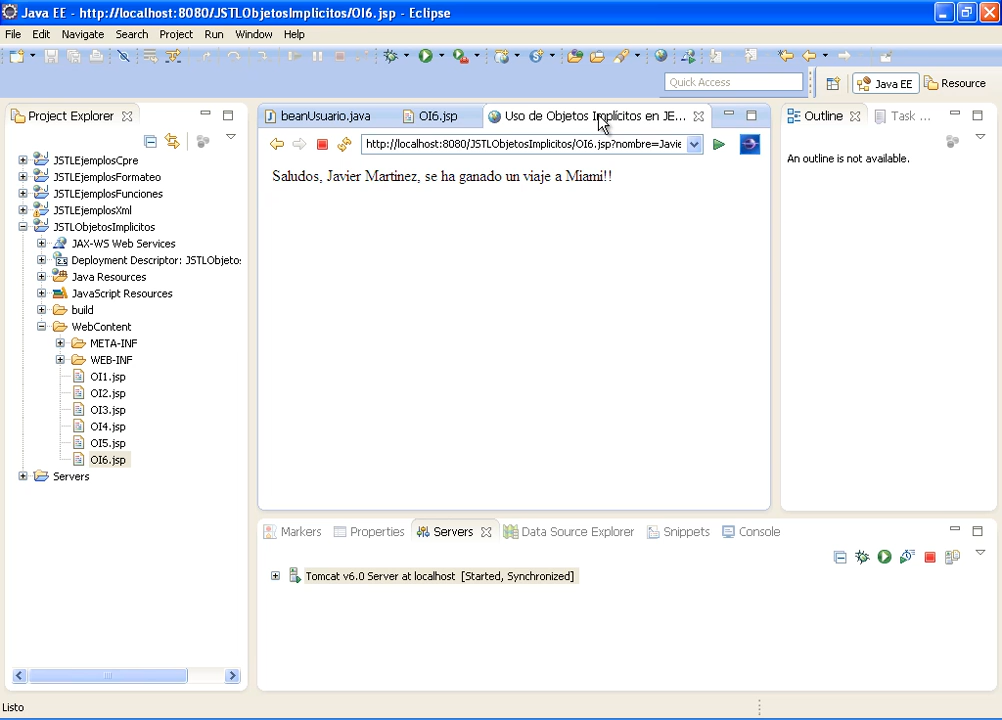 Java EE - http://localhost:8080/JSTLObjetosImplicitos/OI6.jsp - Eclipse
File Edit Navigate Search Project Run Window Help
Quick Access
Java EE
Resource
Project Explorer
JSTLEjemplosCpre
JSTLEjemplosFormateo
JSTLEjemplosFunciones
JSTLEjemplosXml
JSTLObjetosImplicitos
JAX-WS Web Services
Deployment Descriptor: JSTLObjeto:
Java Resources
JavaScript Resources
build
WebContent
META-INF
WEB-INF
OI1.jsp
OI2.jsp
OI3.jsp
OI4.jsp
OI5.jsp
OI6.jsp
Servers
beanUsuario.java
OI6.jsp
Uso de Objetos Implicitos en JE...
http://localhost:8080/JSTLObjetosImplicitos/OI6.jsp?nombre=Javie
Saludos, Javier Martinez, se ha ganado un viaje a Miami!!
Outline
Task ...
An outline is not available.
Markers
Properties
Servers
Data Source Explorer
Snippets
Console
Tomcat v6.0 Server at localhost [Started, Synchronized]
Listo